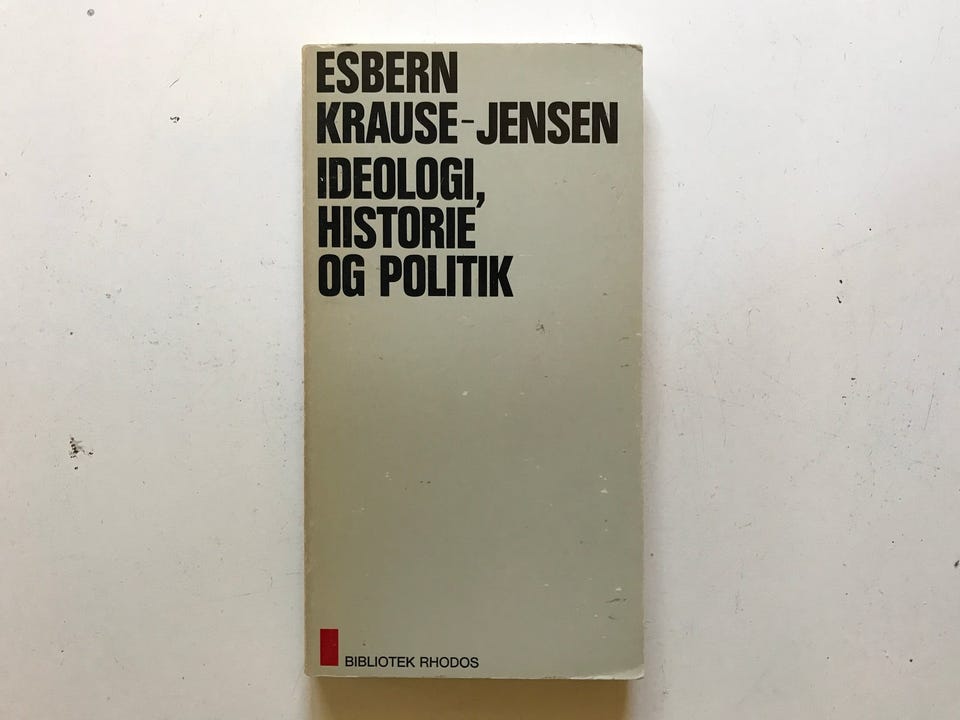 ESBERN
KRAUSE-JENSEN
IDEOLOGI,
HISTORIE
OG POLITIK
BIBLIOTEK RHODOS